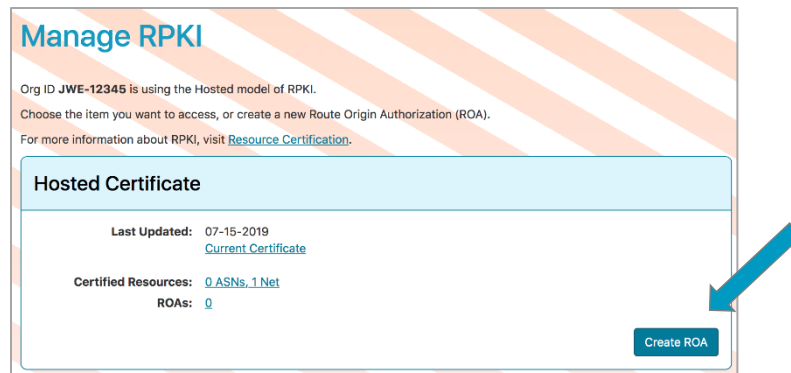 Manage RPKI
Org ID JWE-12345 is using the Hosted model of RPKI.
Choose the item you want to access, or create a new Route Origin Authorization (ROA).
For more information about RPKI, visit Resource Certification.
Hosted Certificate
Last Updated: 07-15-2019
Current Certificate
Certified Resources: 0 ASNs, 1 Net
ROAs: 0
Create ROA